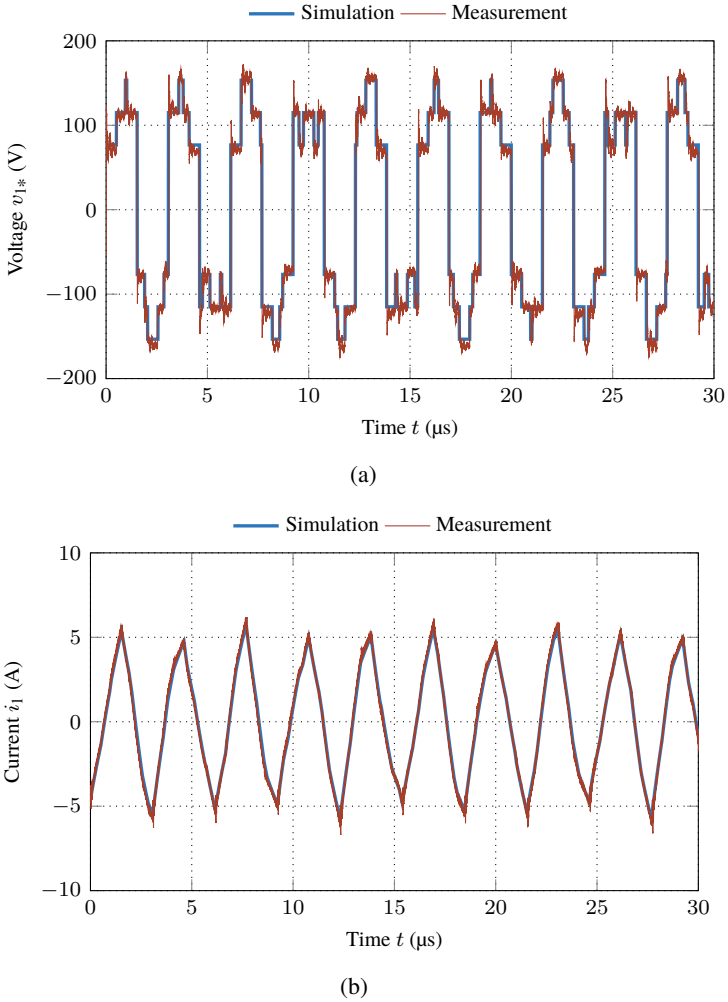 Simulation Measurement
200
100
0
−100
−200
Voltage v1* (V)
0 5 10 15 20 25 30
Time t (µs)
(a)
Simulation Measurement
10
5
0
−5
−10
Current i1 (A)
0 5 10 15 20 25 30
Time t (µs)
(b)